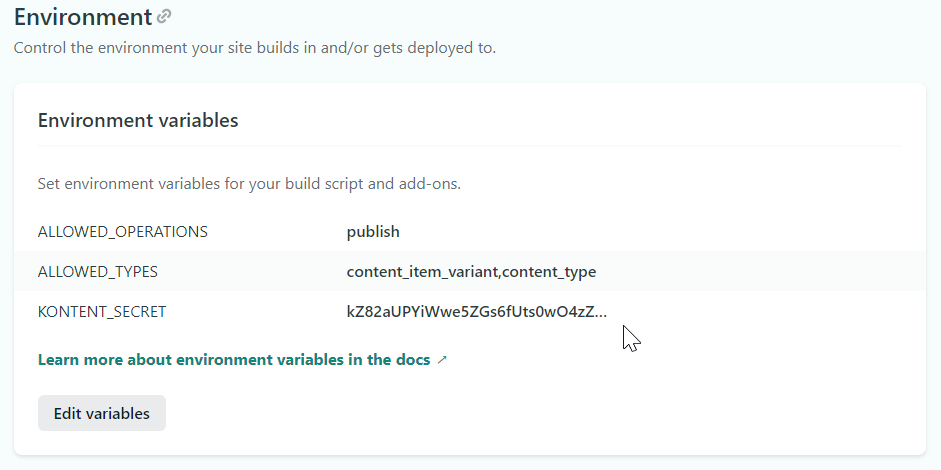 Environment
Control the environment your site builds in and/or gets deployed to.
Environment variables
Set environment variables for your build script and add-ons.
ALLOWED_OPERATIONS publish
ALLOWED_TYPES content_item_variant,content_type
KONTENT_SECRET kZ82aUPYiWwe5ZGs6fUts0wO4zZ...
Learn more about environment variables in the docs ↗
Edit variables